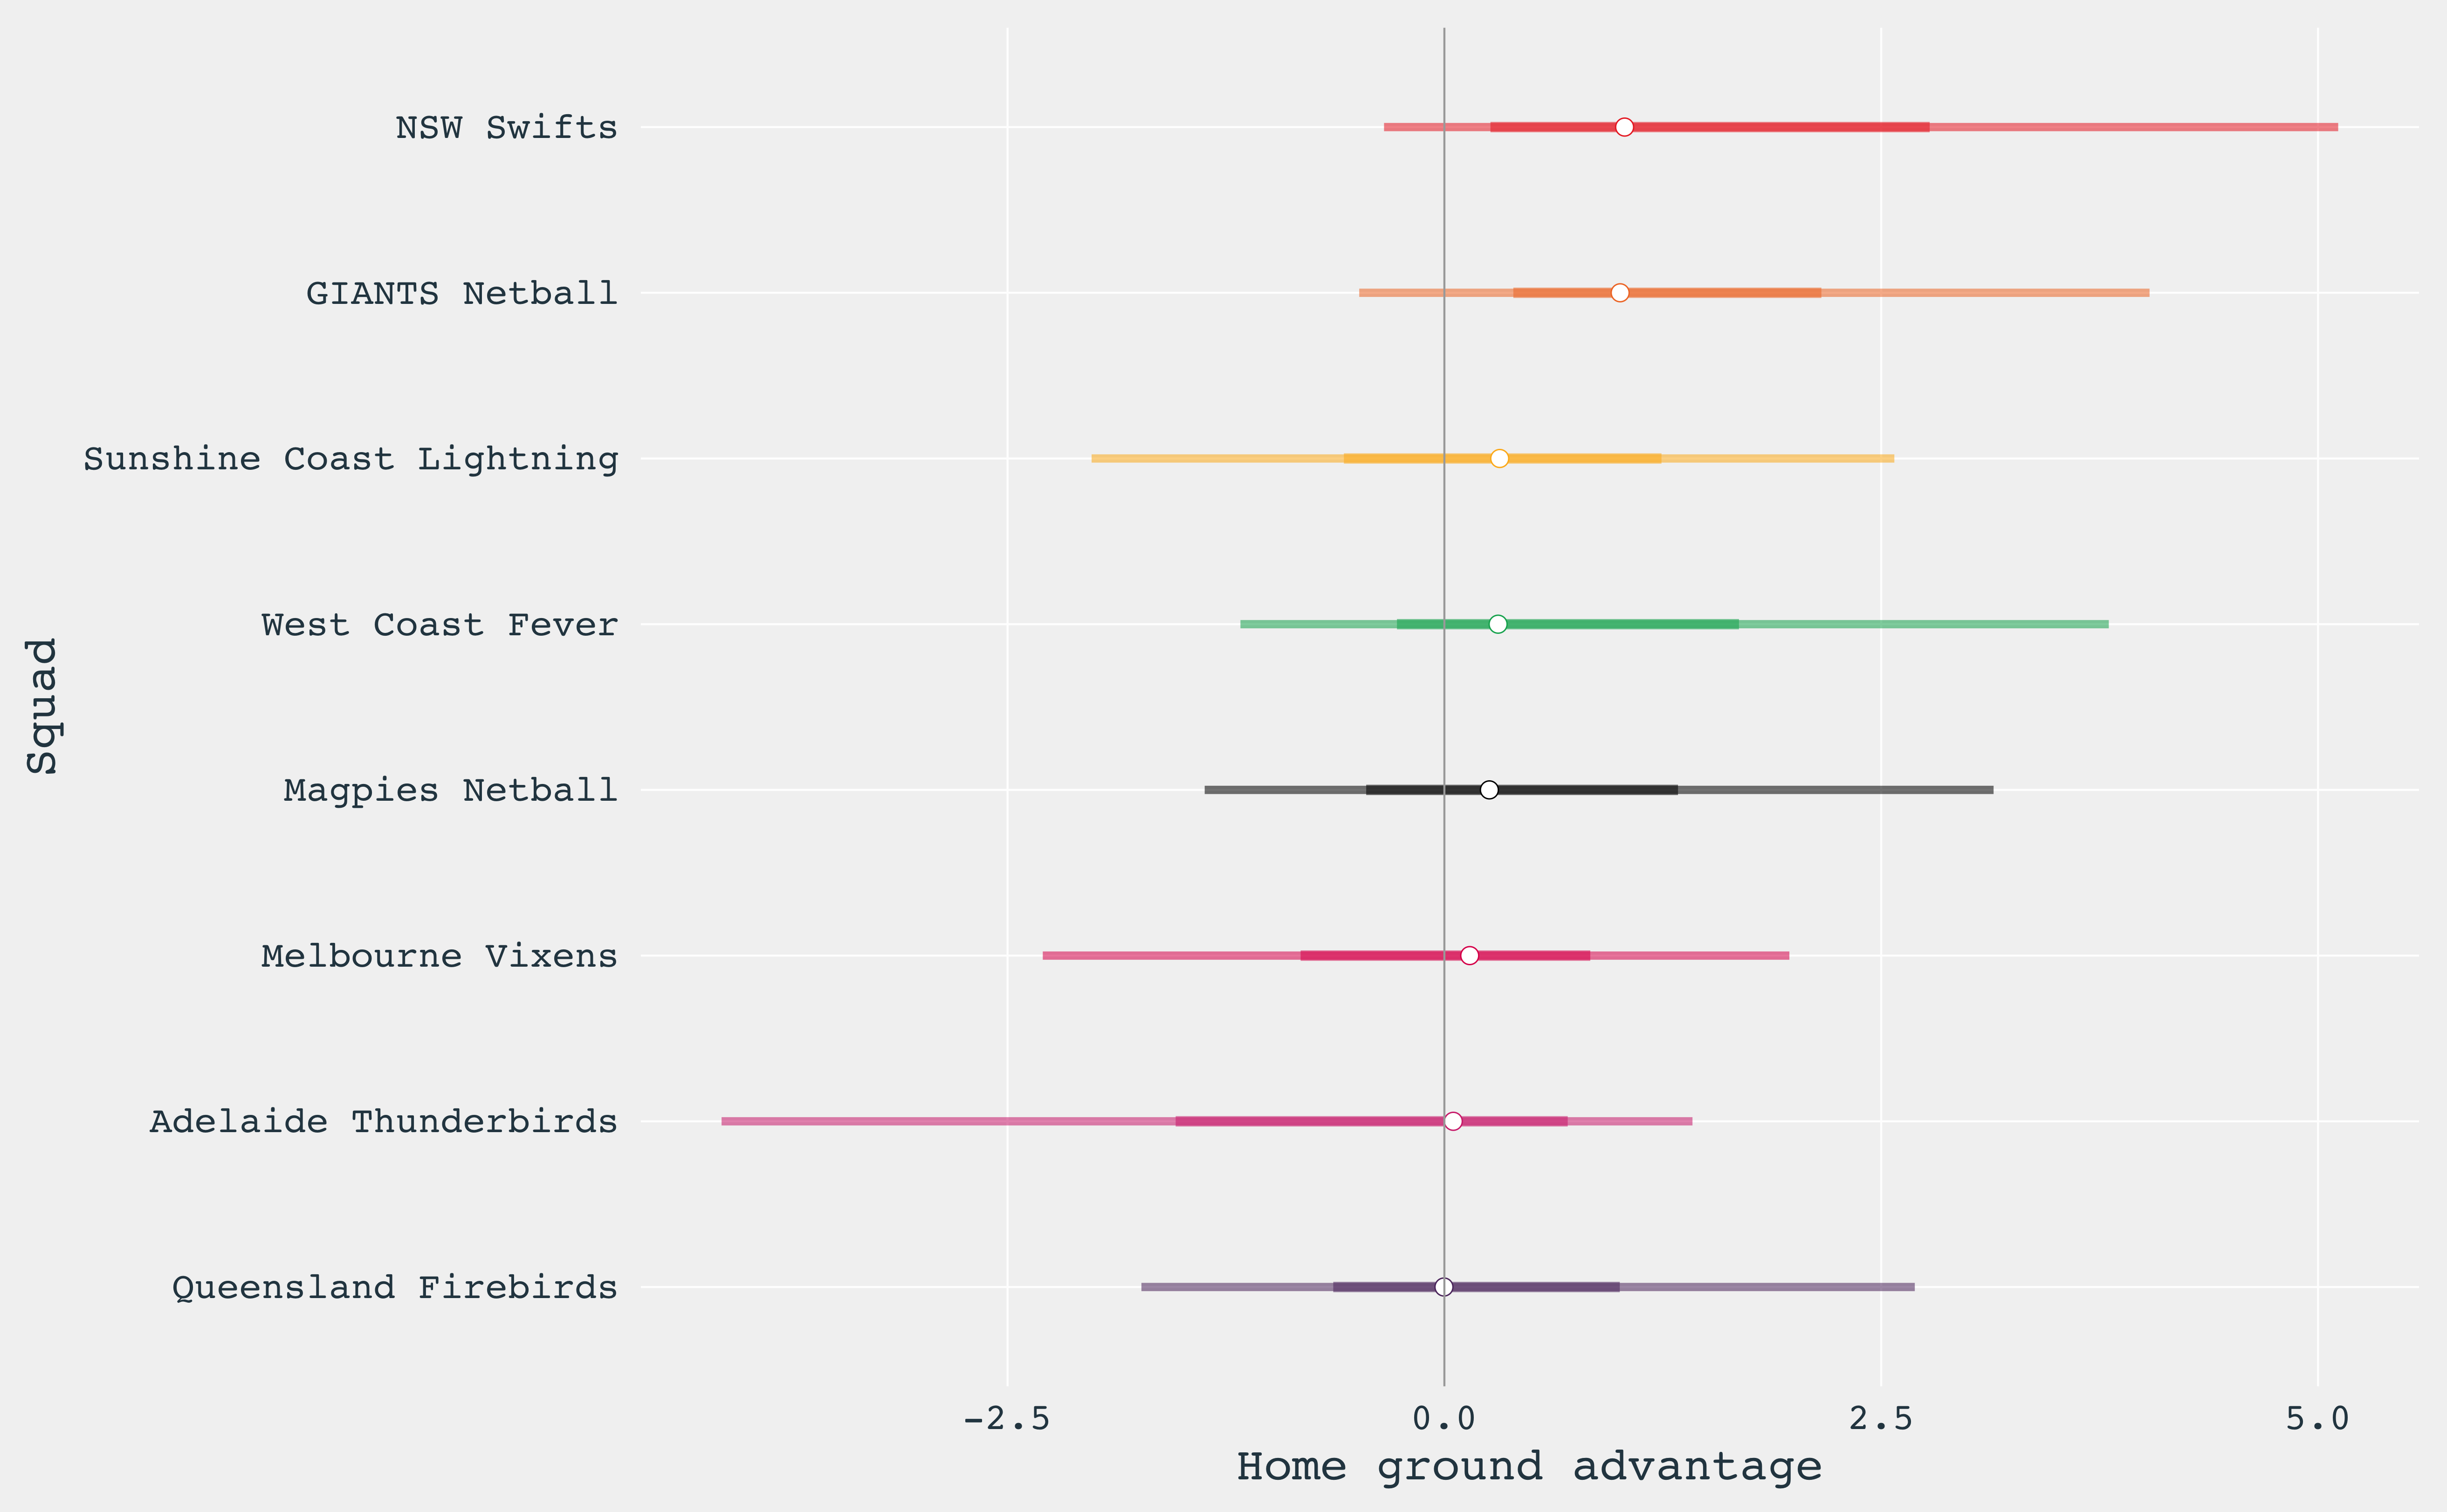 NSW Swifts
GIANTS Netball
Sunshine Coast Lightning
West Coast Fever
Magpies Netball
Melbourne Vixens
Adelaide Thunderbirds
Queensland Firebirds
Squad
-2.5 0.0 2.5 5.0
Home ground advantage